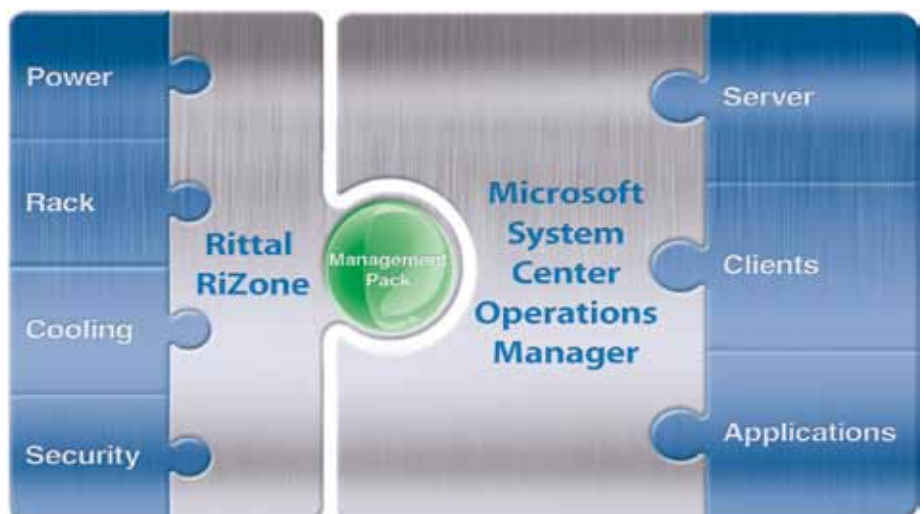 Power
Rack
Cooling
Security
Rittal
RiZone
Management
Pack
Microsoft
System
Center
Operations
Manager
Server
Clients
Applications